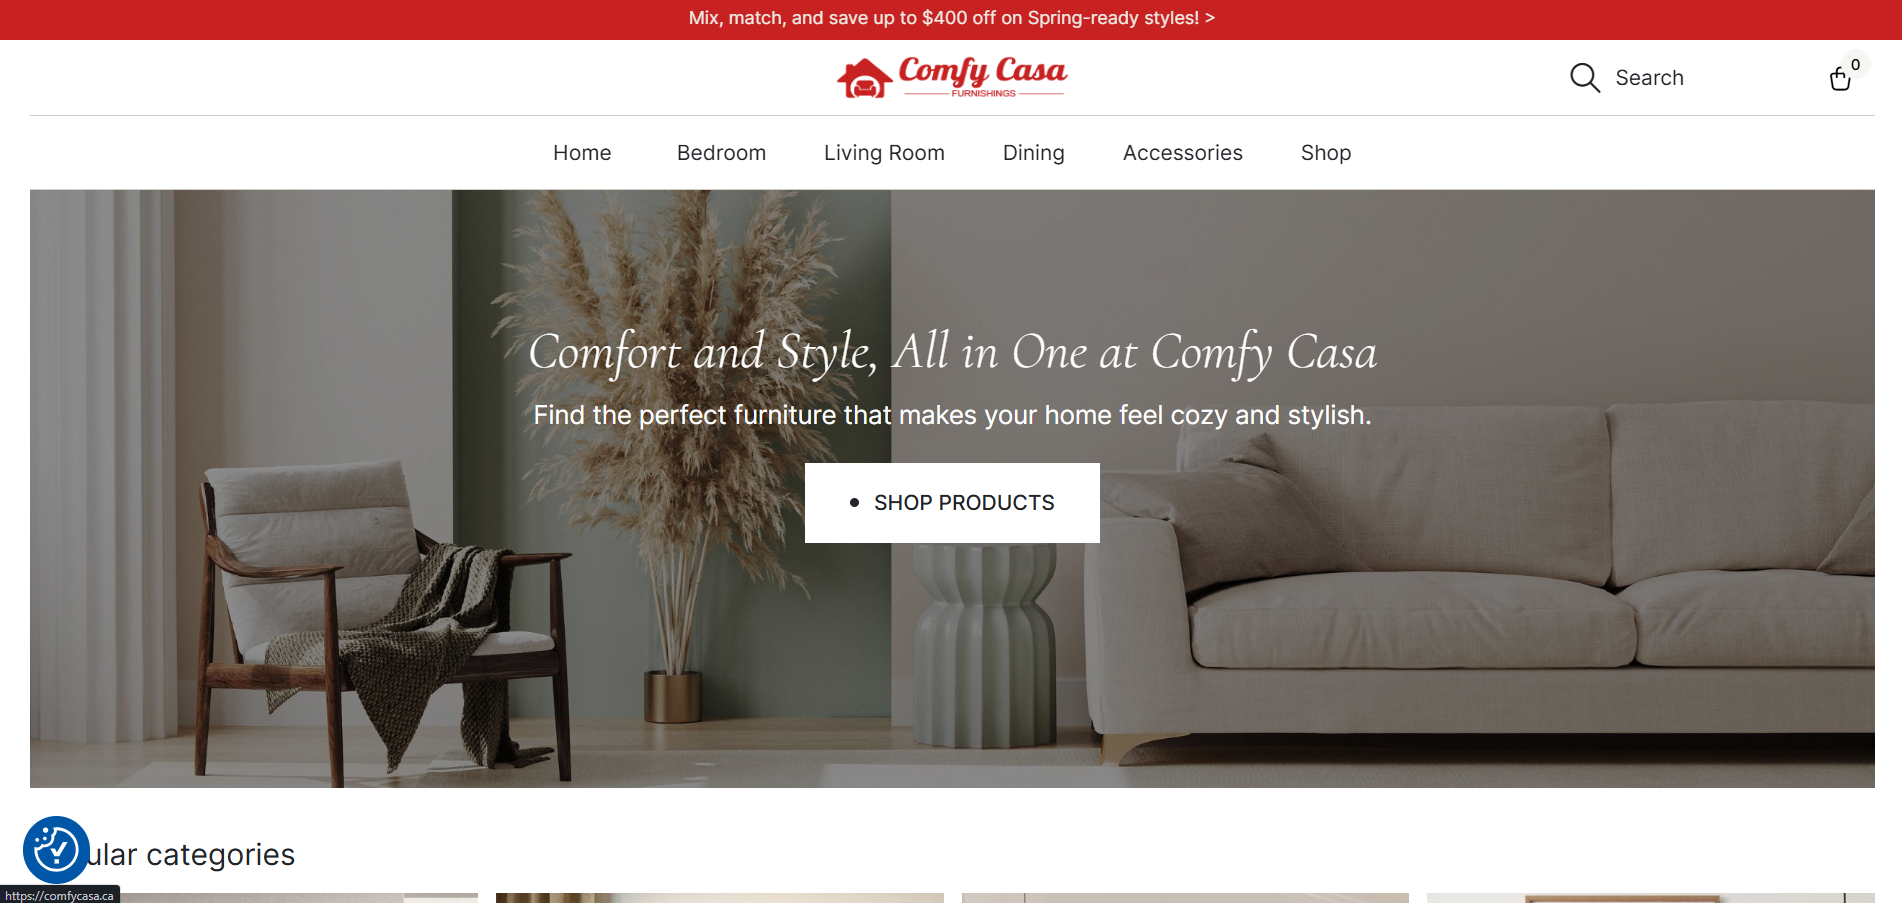 Mix, match, and save up to $400 off on Spring-ready styles! >
Comfy Casa
FURNISHINGS
Search
0
Home Bedroom Living Room Dining Accessories Shop
Comfort and Style, All in One at Comfy Casa
Find the perfect furniture that makes your home feel cozy and stylish.
• SHOP PRODUCTS
ular categories
https://comfycasa.ca